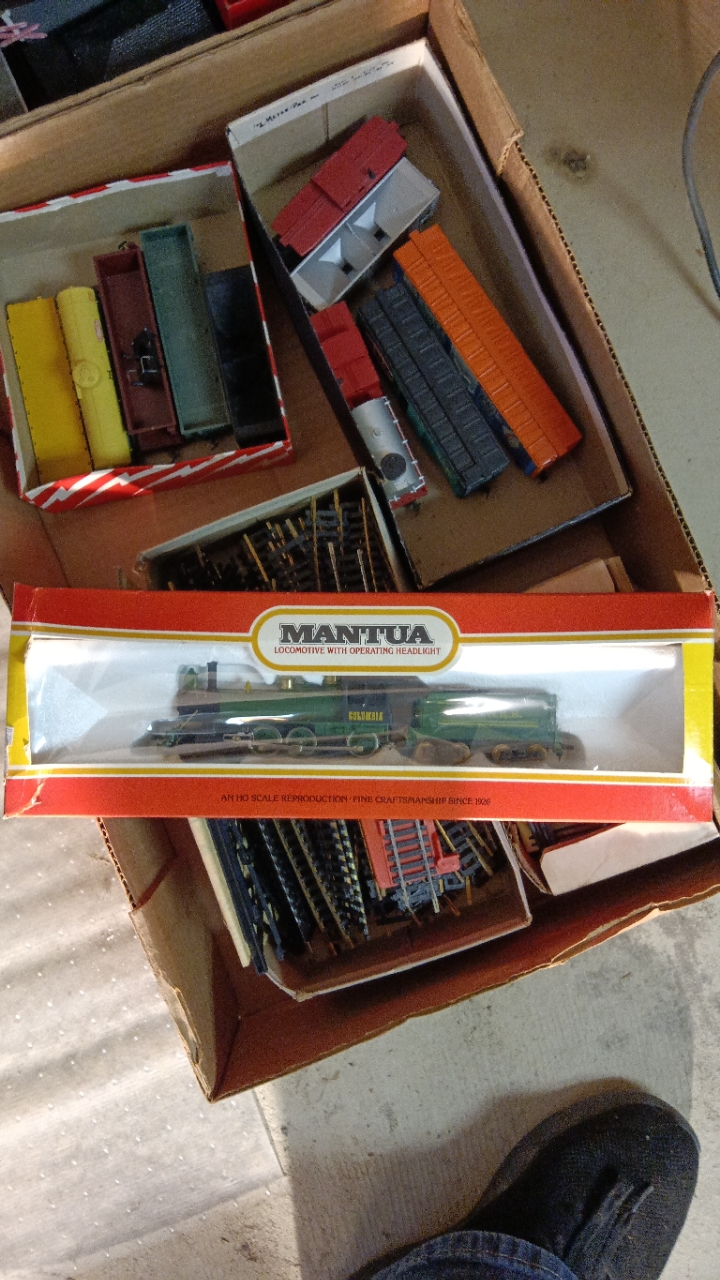 MANTUA
LOCOMOTIVE WITH OPERATING HEADLIGHT
COLUMBIA
AN HO SCALE REPRODUCTION • FINE CRAFTSMANSHIP SINCE 1926